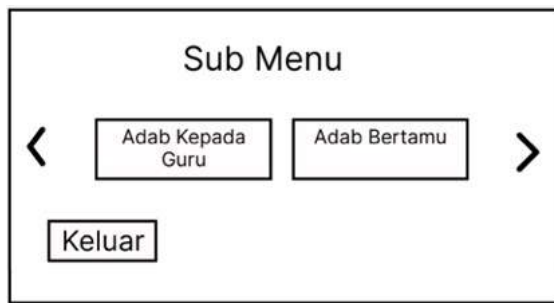 Sub Menu
Adab Kepada
Guru
Adab Bertamu
Keluar